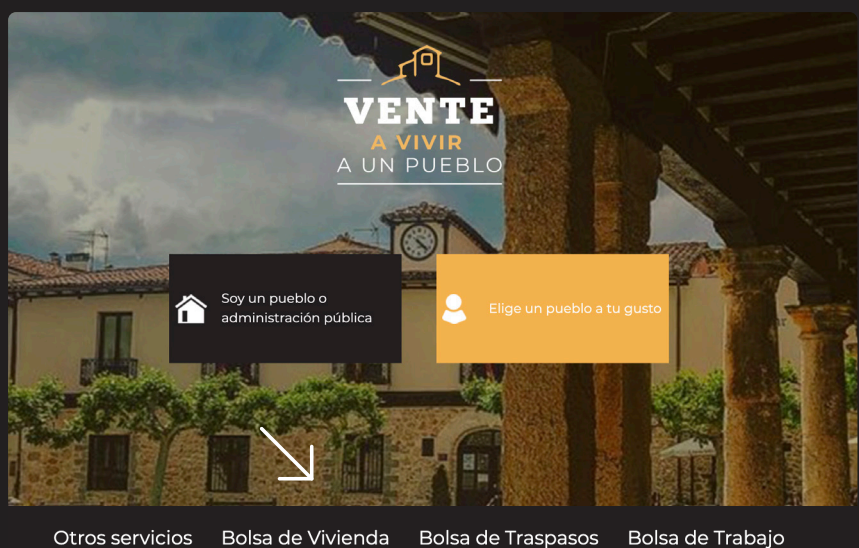 VENTE
A VIVIR
A UN PUEBLO
Soy un pueblo o
administración pública
Elige un pueblo a tu gusto
Otros servicios Bolsa de Vivienda Bolsa de Traspasos Bolsa de Trabajo